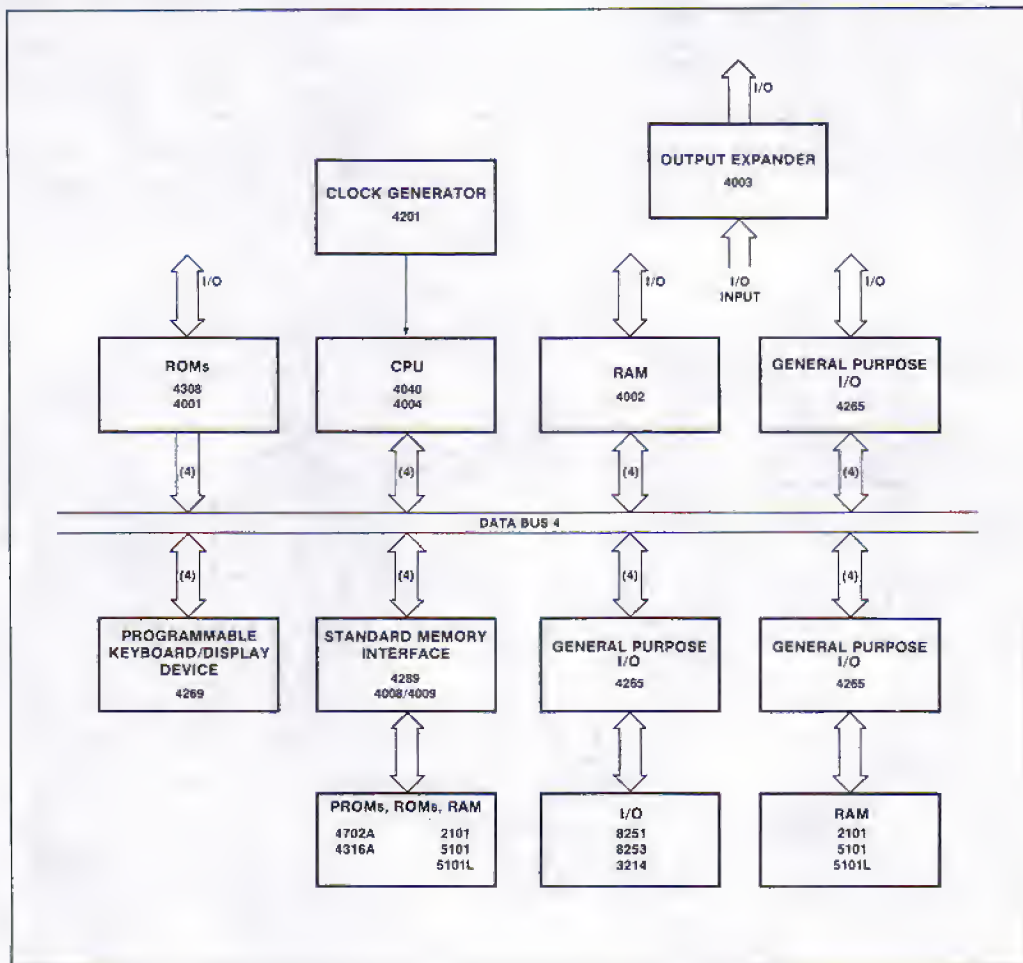 I/O
OUTPUT EXPANDER
4003
CLOCK GENERATOR
4201
I/O
I/O
I/O
INPUT
I/O
ROMs
4308
4001
CPU
4040
4004
RAM
4002
GENERAL PURPOSE
I/O
4265
(4)
(4)
(4)
(4)
DATA BUS 4
(4)
(4)
(4)
(4)
PROGRAMMABLE
KEYBOARD/DISPLAY
DEVICE
4269
STANDARD MEMORY
INTERFACE
4289
4008/4009
GENERAL PURPOSE
I/O
4265
GENERAL PURPOSE
I/O
4265
PROMs, ROMs, RAM
4702A 2101
4316A 5101
5101L
I/O
8251
8253
3214
RAM
2101
5101
5101L